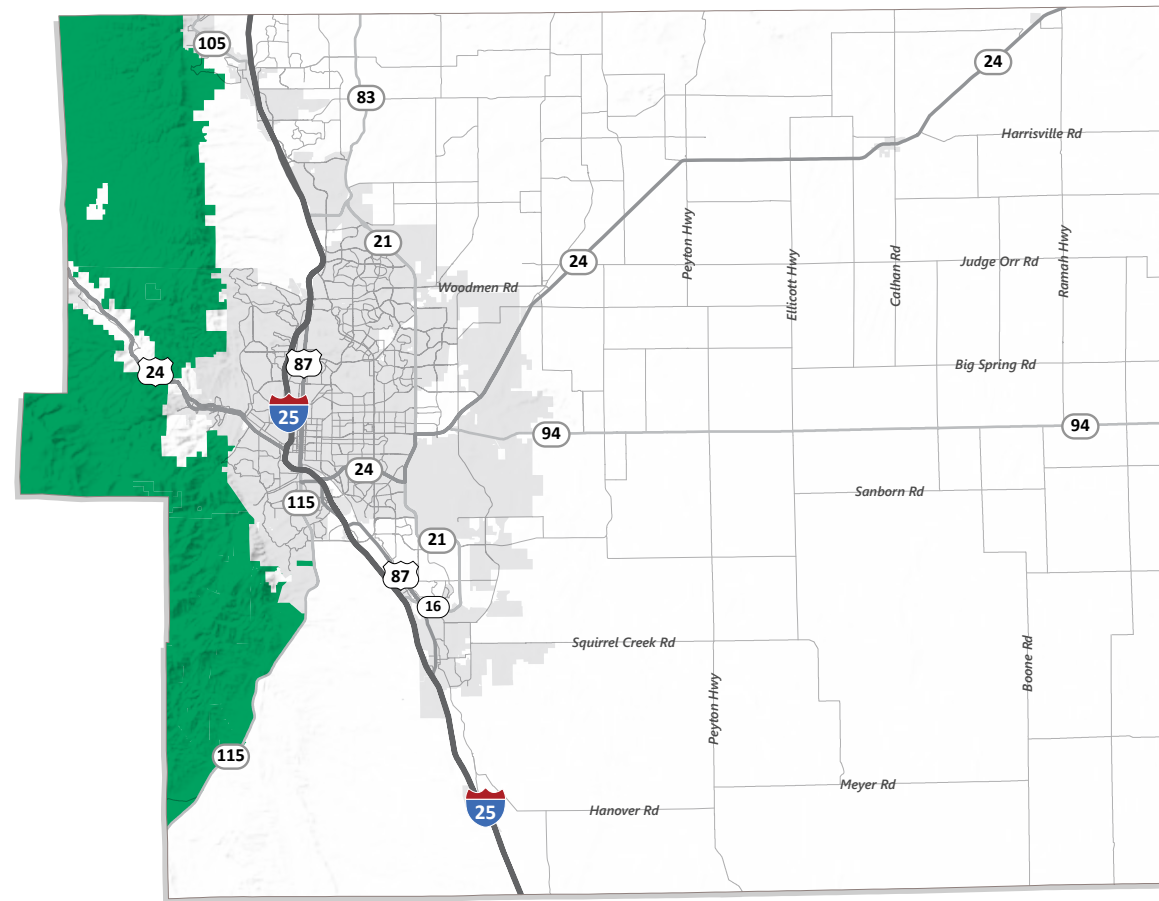 105
24
83
Harrisville Rd
21
Peyton Hwy
24
Calhan Rd
Judge Orr Rd
Ramah Hwy
Woodmen Rd
Ellicott Hwy
87
24
Big Spring Rd
25
94
94
24
Sanborn Rd
115
21
87
16
Squirrel Creek Rd
Boone Rd
Peyton Hwy
115
Meyer Rd
25
Hanover Rd